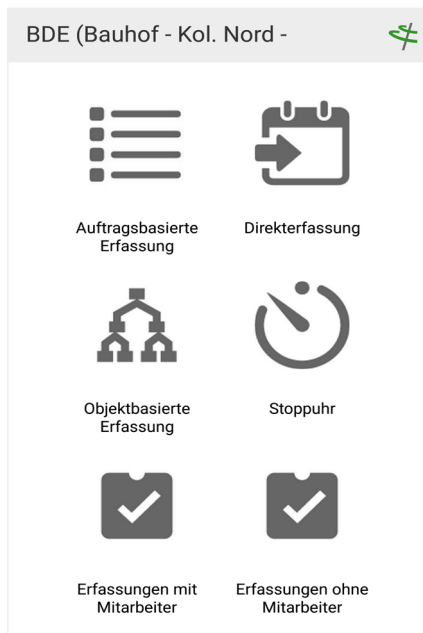 BDE (Bauhof - Kol. Nord -
Auftragsbasierte
Erfassung
Direkterfassung
Objektbasierte
Erfassung
Stoppuhr
Erfassungen mit
Mitarbeiter
Erfassungen ohne
Mitarbeiter